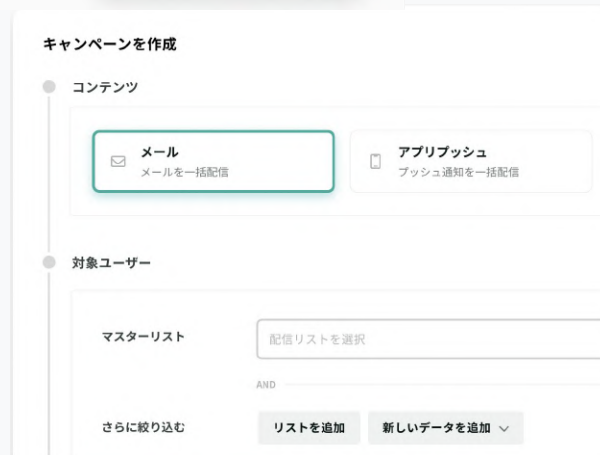 キャンペーンを作成
コンテンツ
メール
メールを一括配信
アプリプッシュ
プッシュ通知を一括配信
対象ユーザー
マスターリスト
配信リストを選択
AND
さらに絞り込む
リストを追加
新しいデータを追加